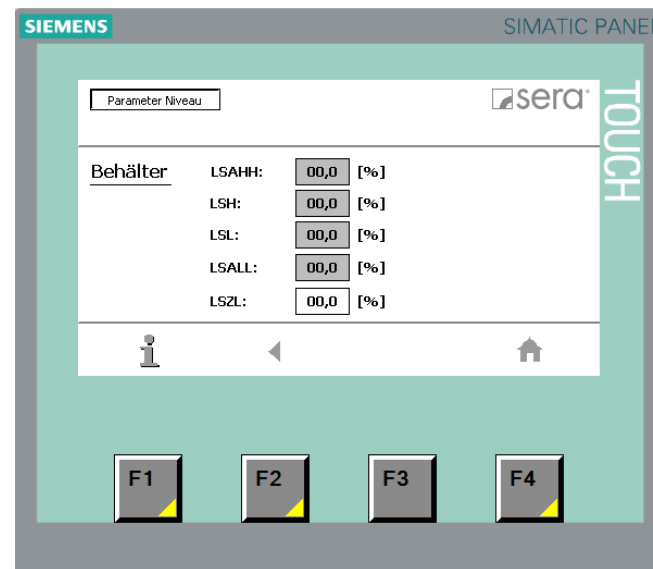 SIEMENS
SIMATIC PANEL
TOUCH
Parameter Niveau
sera
Behälter
LSAHH: 00,0 [%]
LSH: 00,0 [%]
LSL: 00,0 [%]
LSALL: 00,0 [%]
LSZL: 00,0 [%]
F1 F2 F3 F4